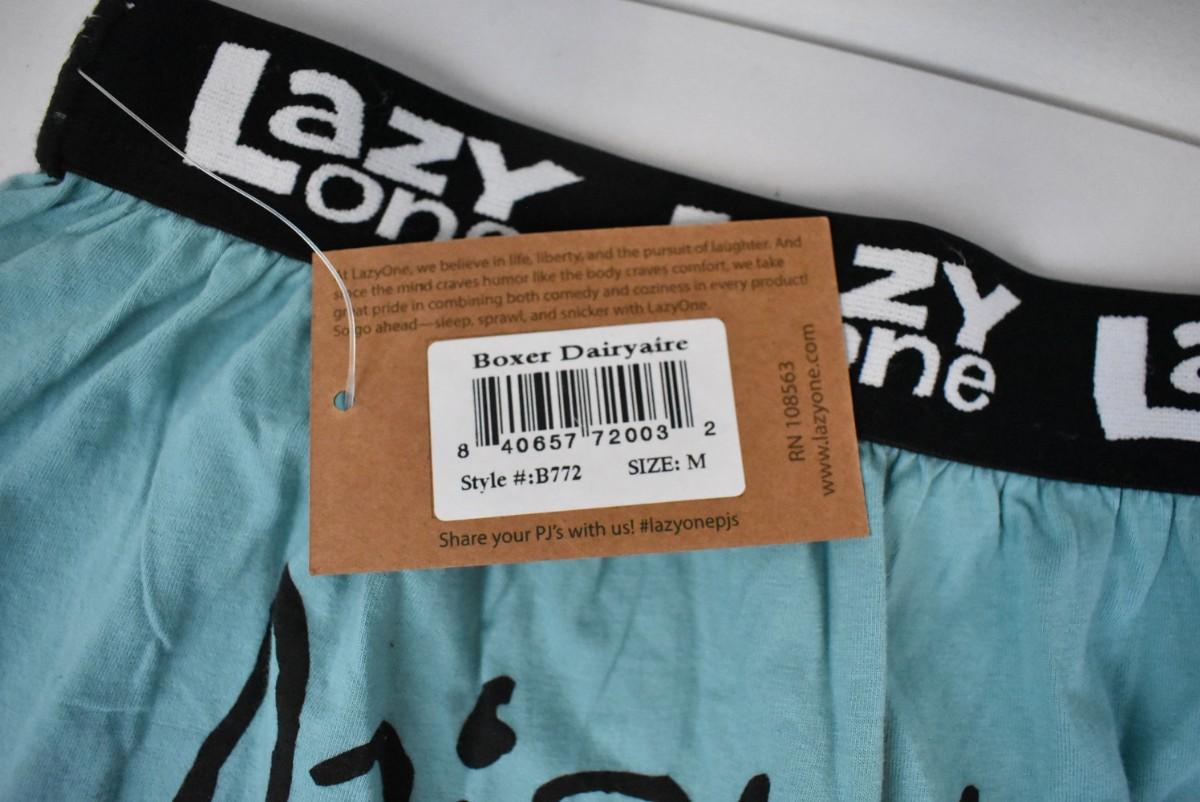 Lazy
One
zy
one
La
At LazyOne, we believe in life, liberty, and the pursuit of laughter. And
since the mind craves humor like the body craves comfort, we take
great pride in combining both comedy and coziness in every product!
So go ahead—sleep, sprawl, and snicker with LazyOne.
Boxer Dairyaire
8 40657 72003 2
Style #:B772 SIZE: M
Share your PJ's with us! #lazyonepjs
RN 108563
www.lazyone.com